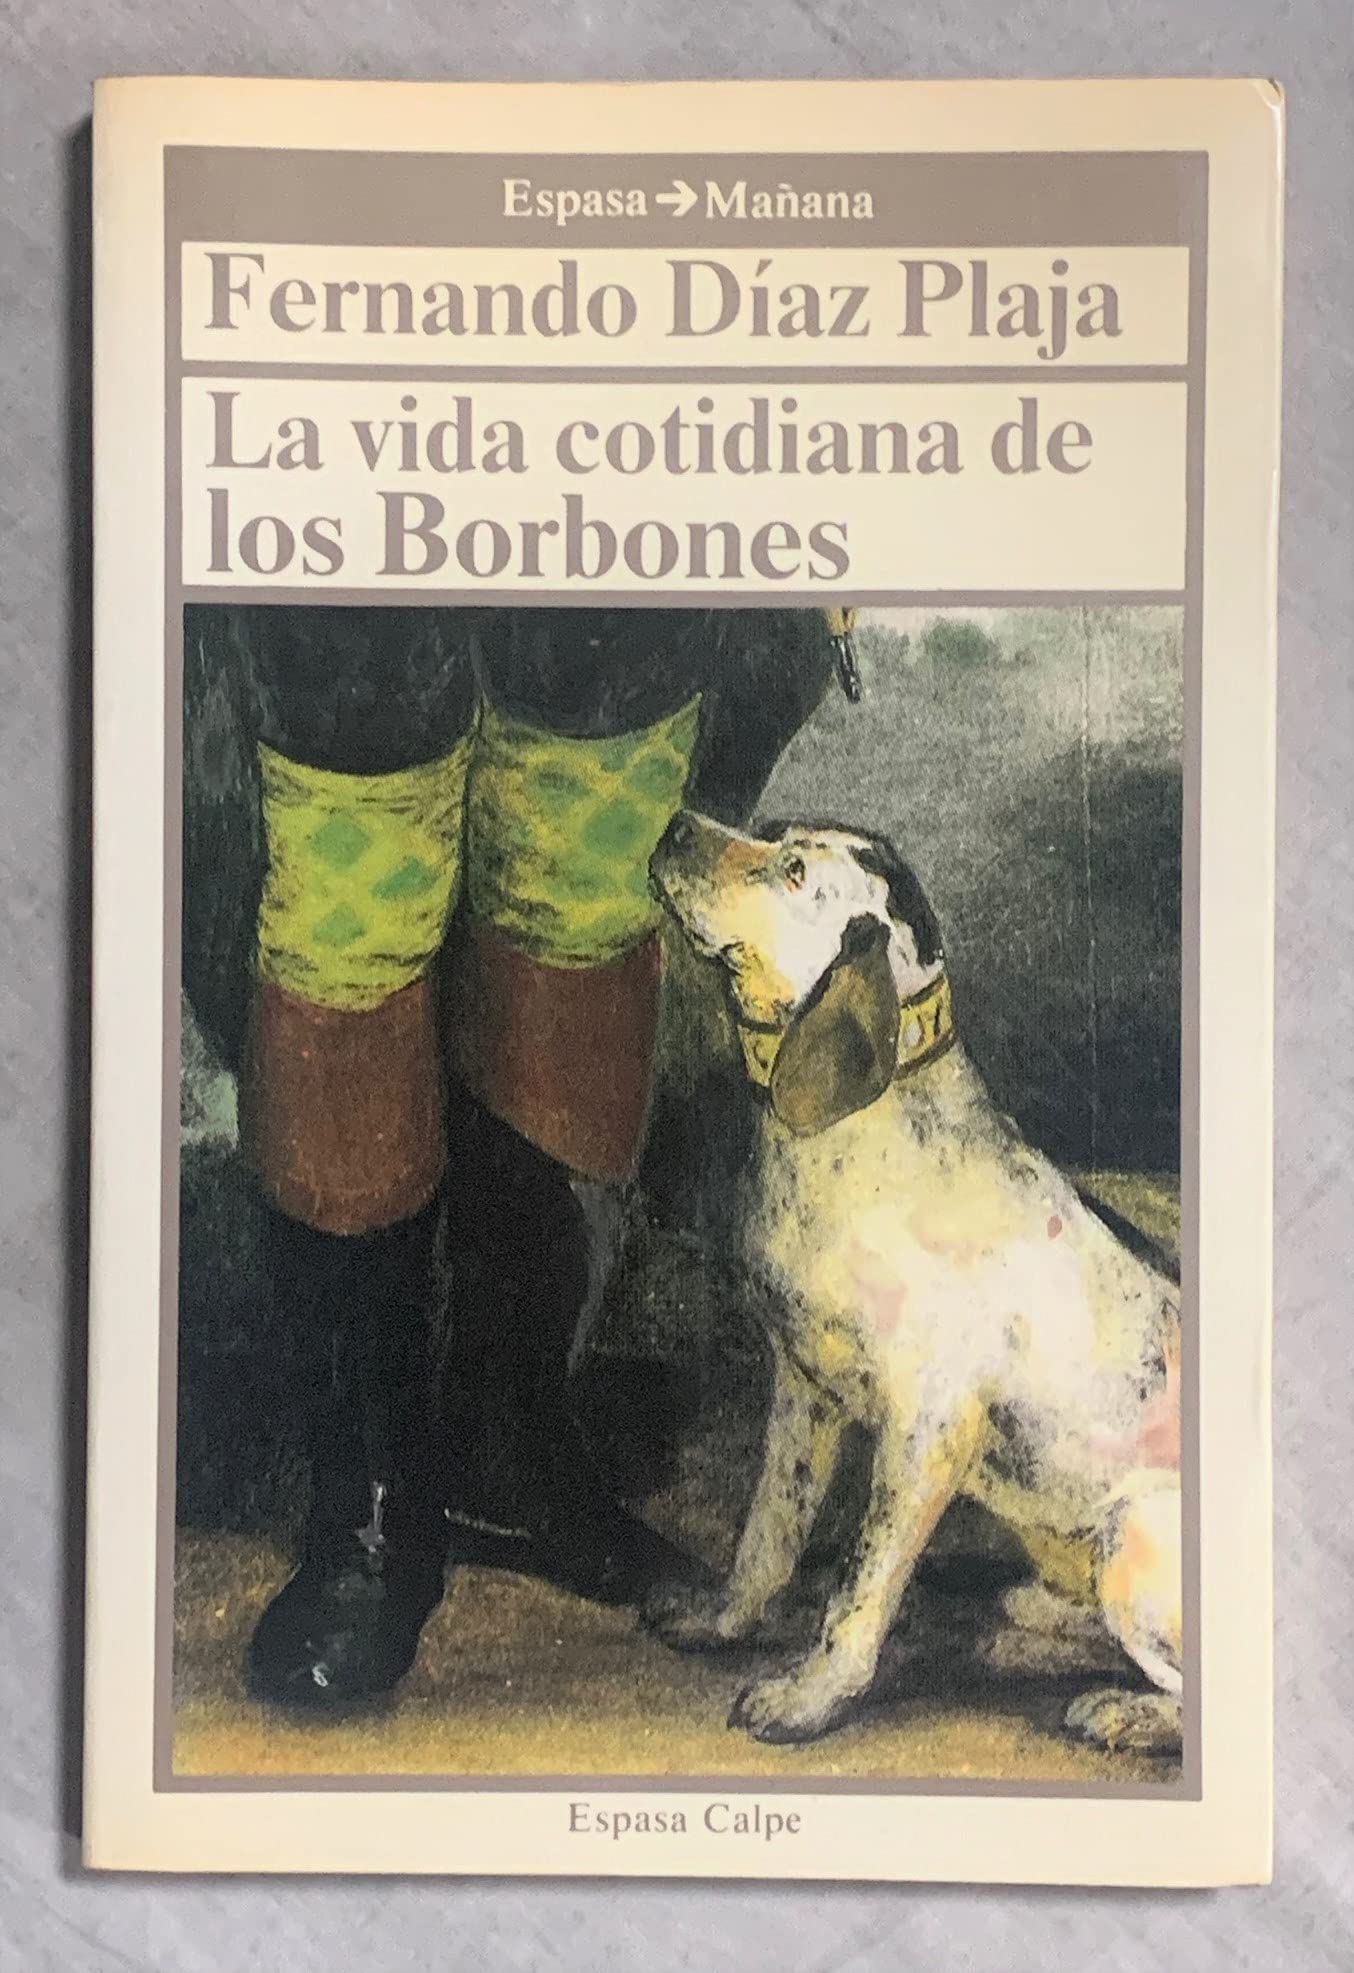 Espasa→Mañana
Fernando Díaz Plaja
La vida cotidiana de
los Borbones
Espasa Calpe